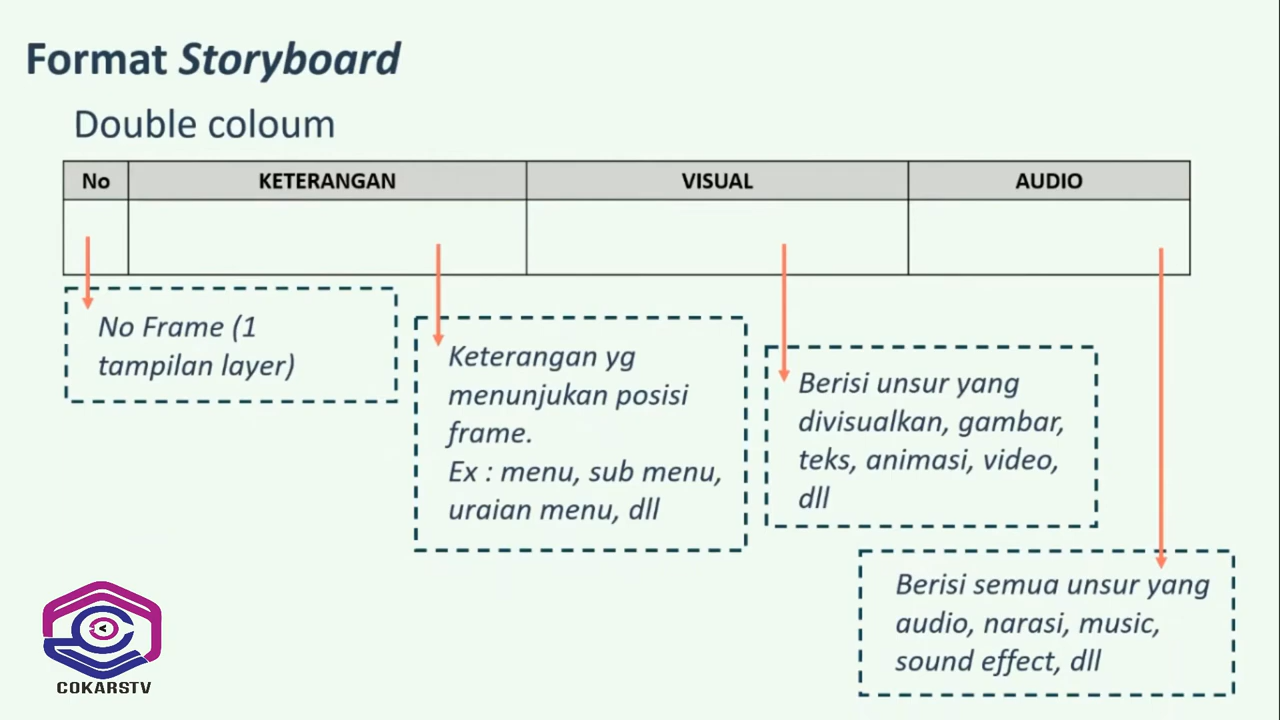 Format Storyboard
Double coloum
No KETERANGAN VISUAL AUDIO
No Frame (1
tampilan layer)
Keterangan yg
menunjukan posisi
frame.
Ex : menu, sub menu,
uraian menu, dll
Berisi unsur yang
divisualkan, gambar,
teks, animasi, video,
dll
Berisi semua unsur yang
audio, narasi, music,
sound effect, dll
COKARSTV